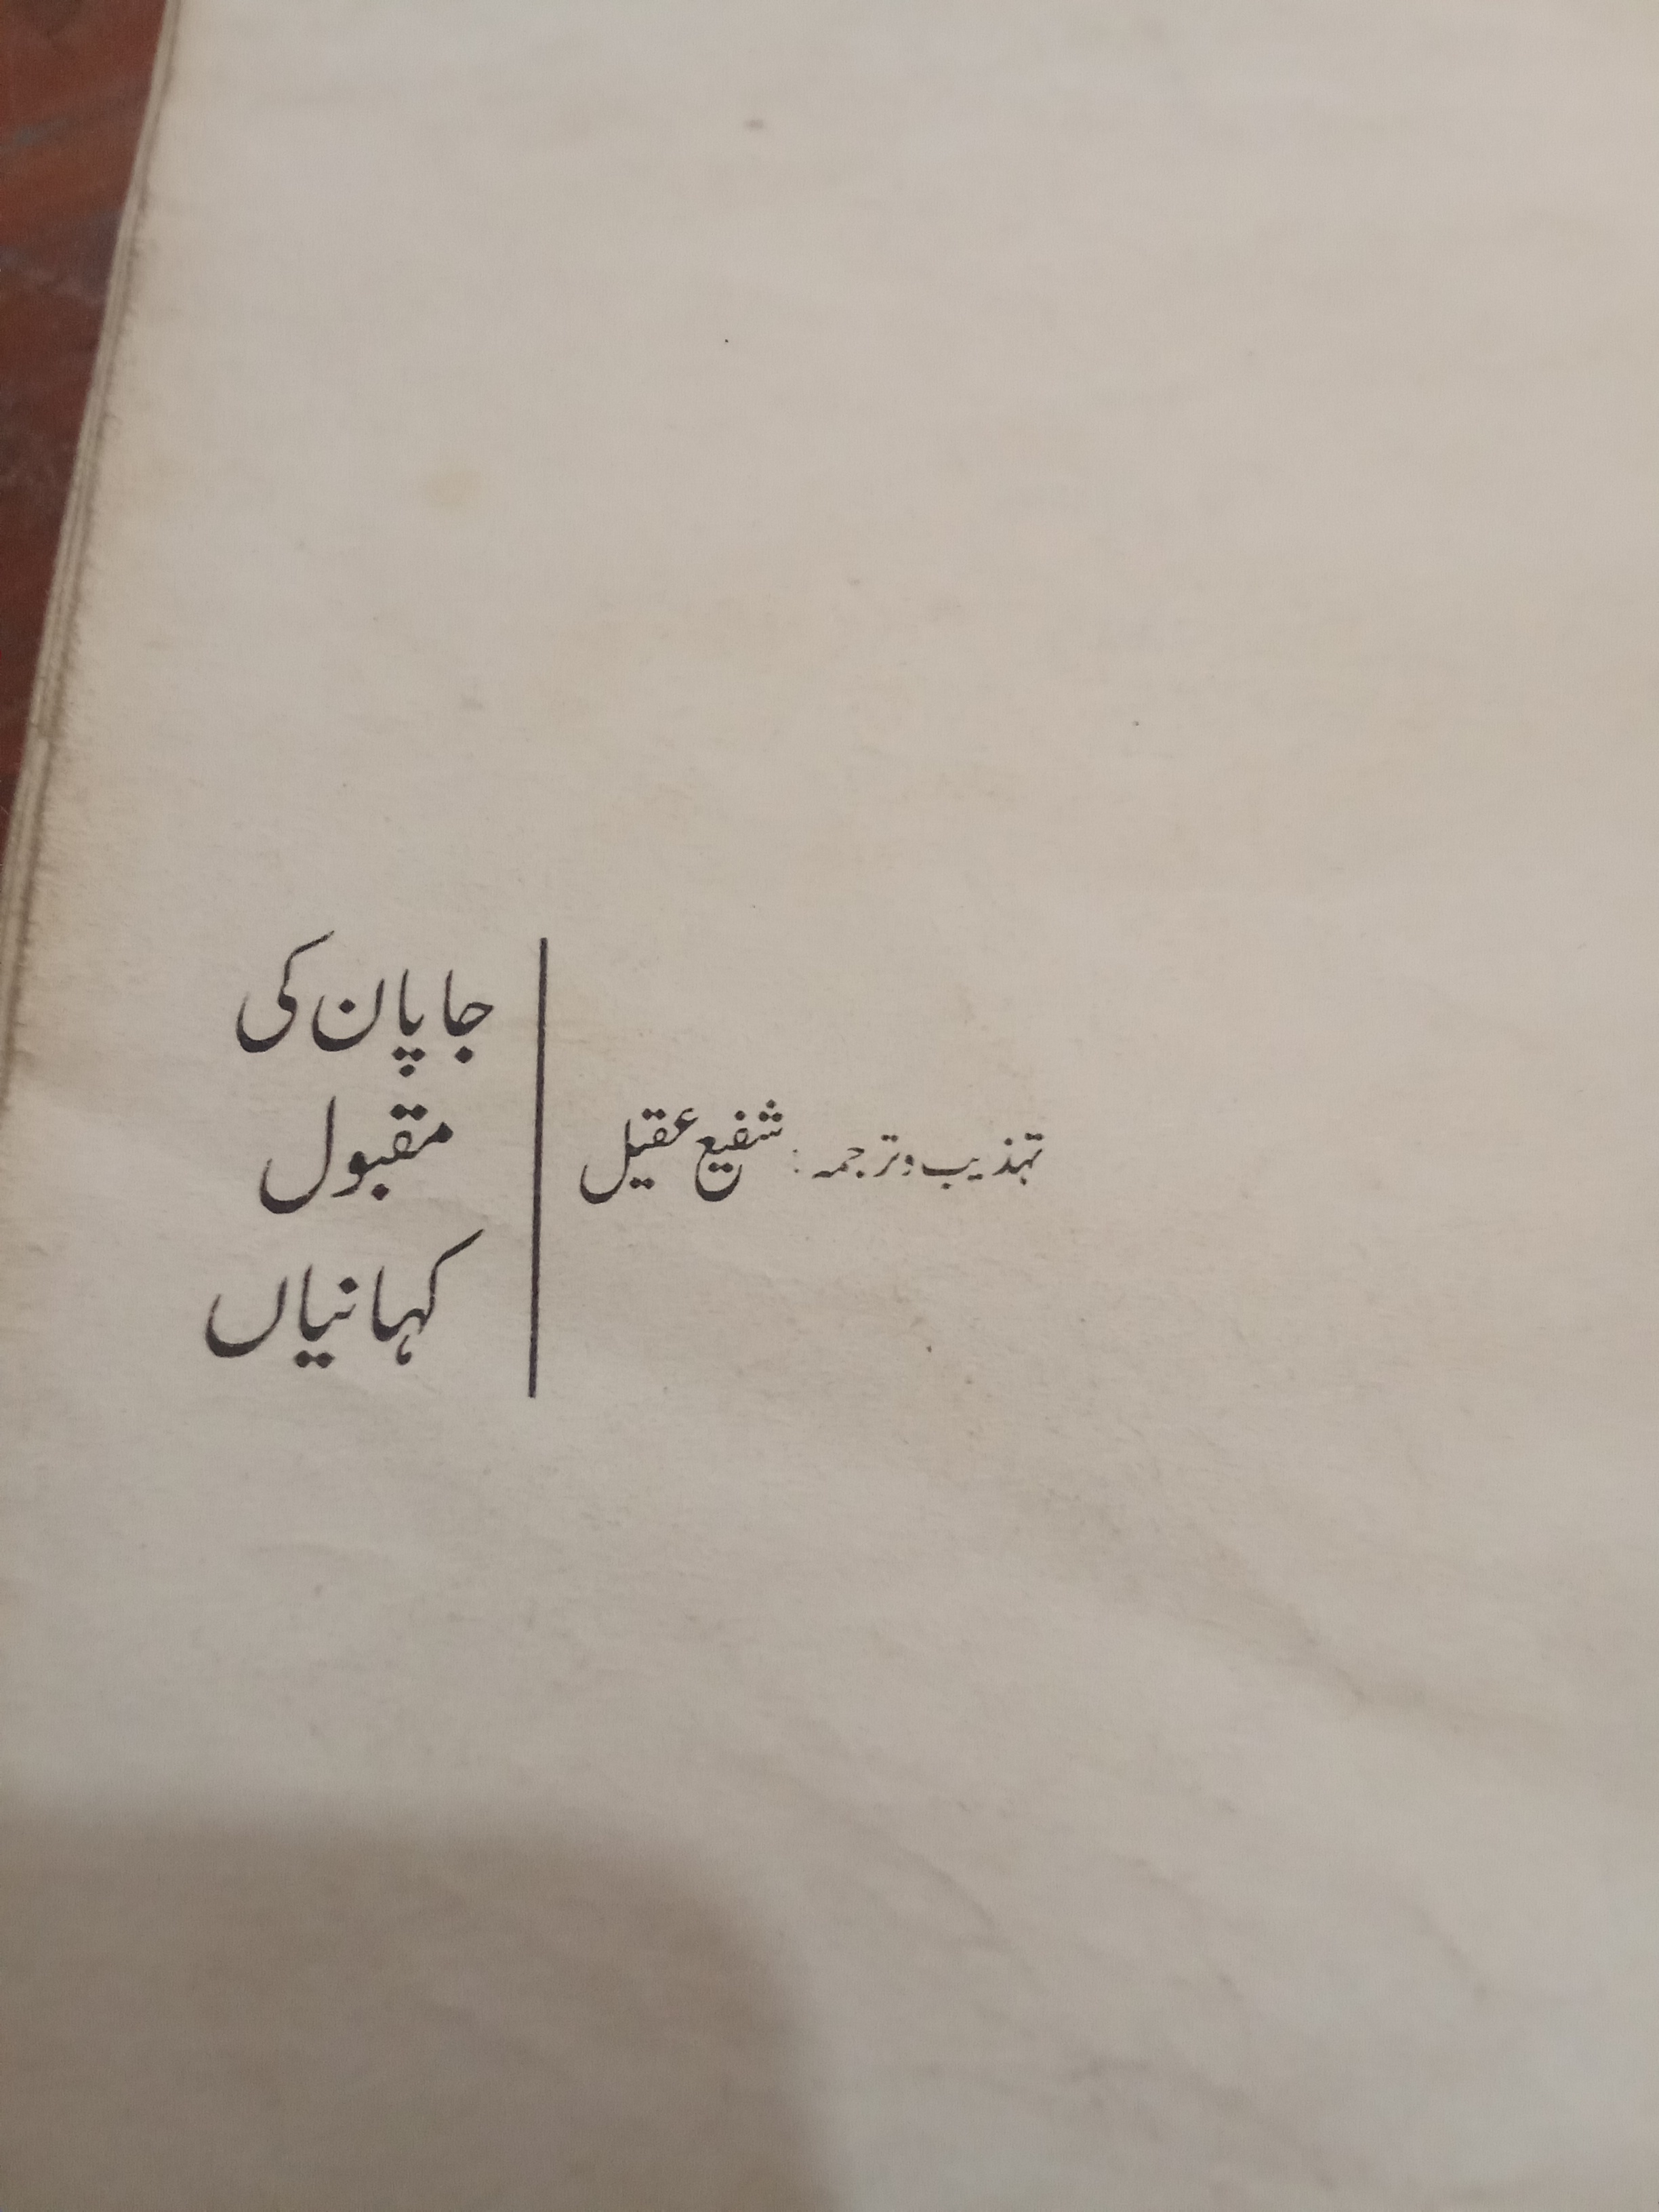 جاپان کی
مقبول
کہانیاں
تہذیب و ترجمہ : شفیع عقیل